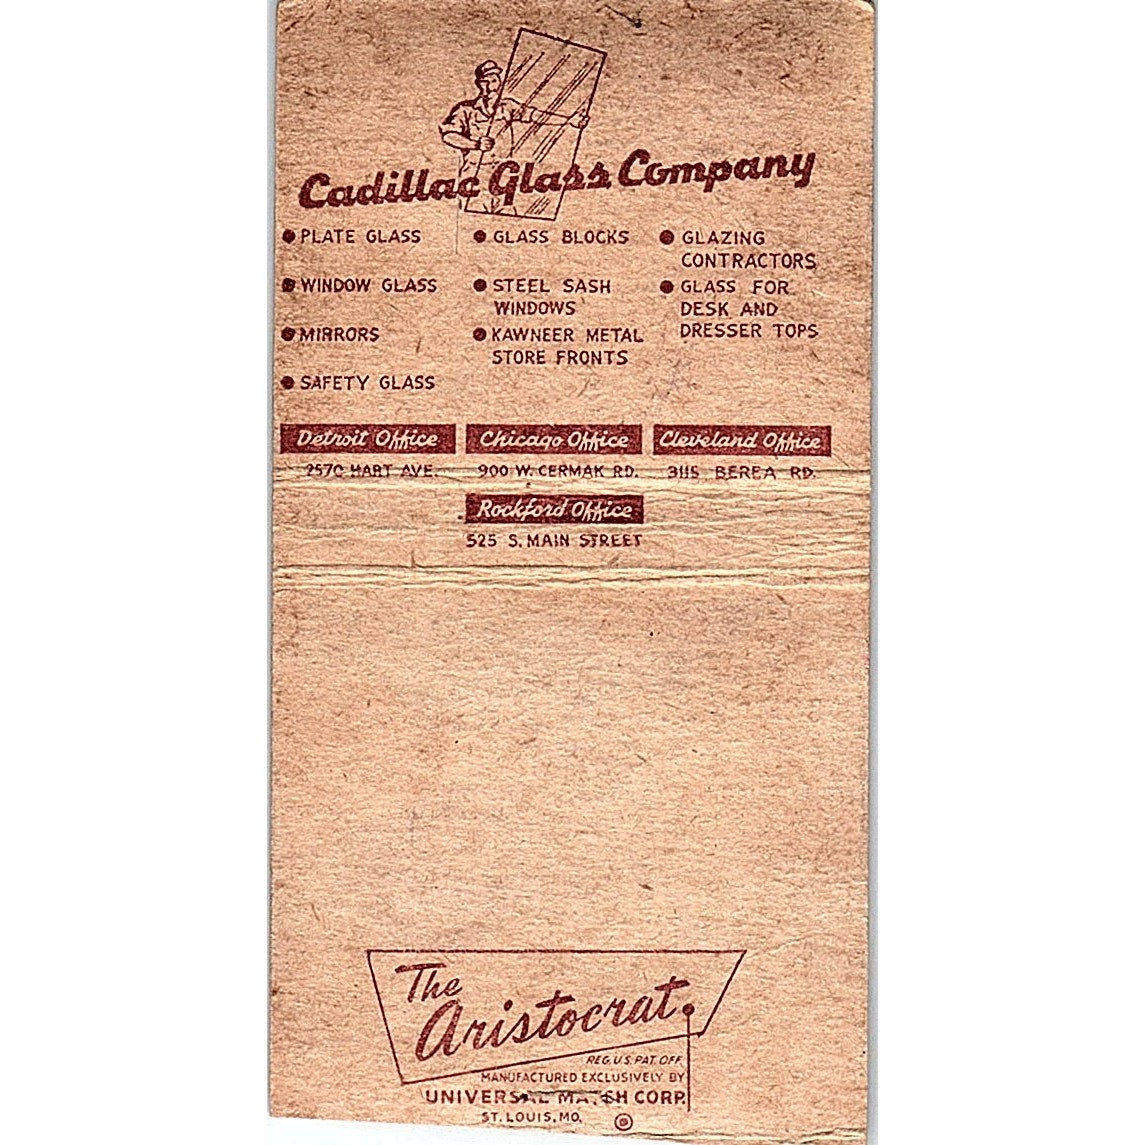 Cadillac Glass Company
● PLATE GLASS
● WINDOW GLASS
● MIRRORS
● SAFETY GLASS
● GLASS BLOCKS
● STEEL SASH
WINDOWS
● KAWNEER METAL
STORE FRONTS
● GLAZING
CONTRACTORS
● GLASS FOR
DESK AND
DRESSER TOPS
Detroit Office
2570 HART AVE.
Chicago Office
900 W. CERMAK RD.
Cleveland Office
3115 BEREA RD.
Rockford Office
525 S. MAIN STREET
The
Aristocrat
REG. U.S. PAT. OFF.
MANUFACTURED EXCLUSIVELY BY
UNIVERSAL MATCH CORP.
ST. LOUIS, MO.